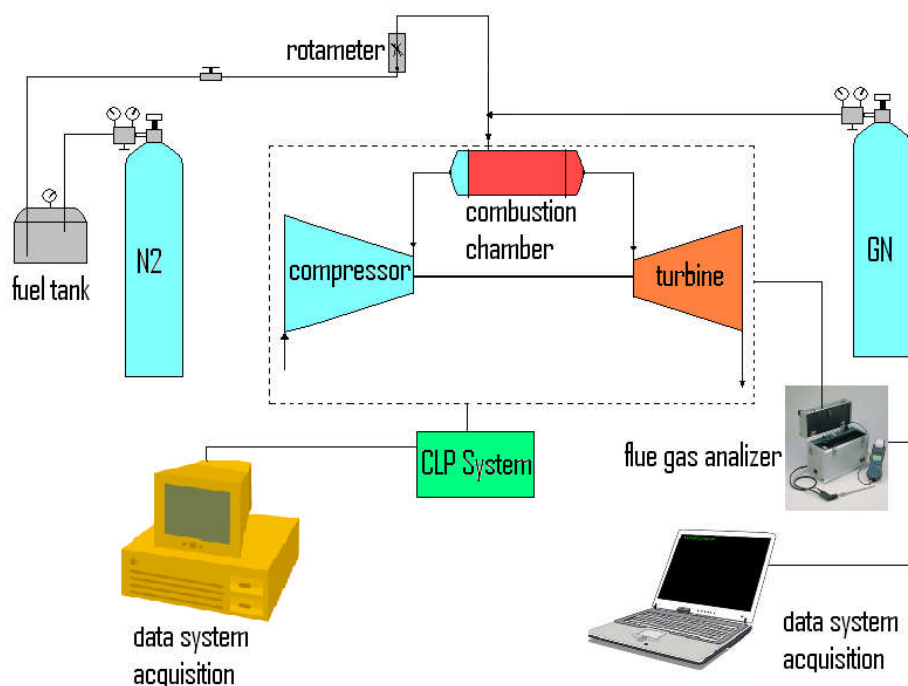 rotameter
combustion
chamber
compressor
turbine
N2
GN
fuel tank
CLP System
flue gas analizer
data system
acquisition
data system
acquisition